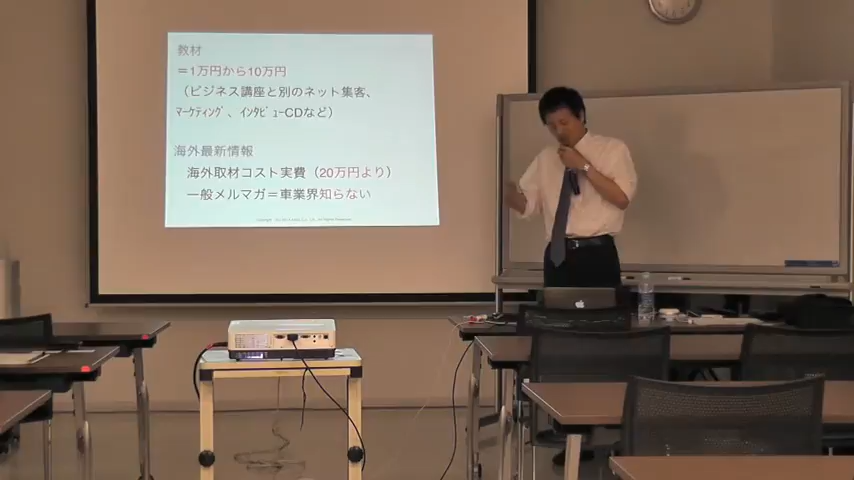 教材
＝1万円から10万円
（ビジネス講座と別のネット集客、
ﾏｰｹﾃｨﾝｸﾞ、ｲﾝﾀﾋﾞｭｰCDなど）
海外最新情報
海外取材コスト実費（20万円より）
一般メルマガ＝車業界知らない